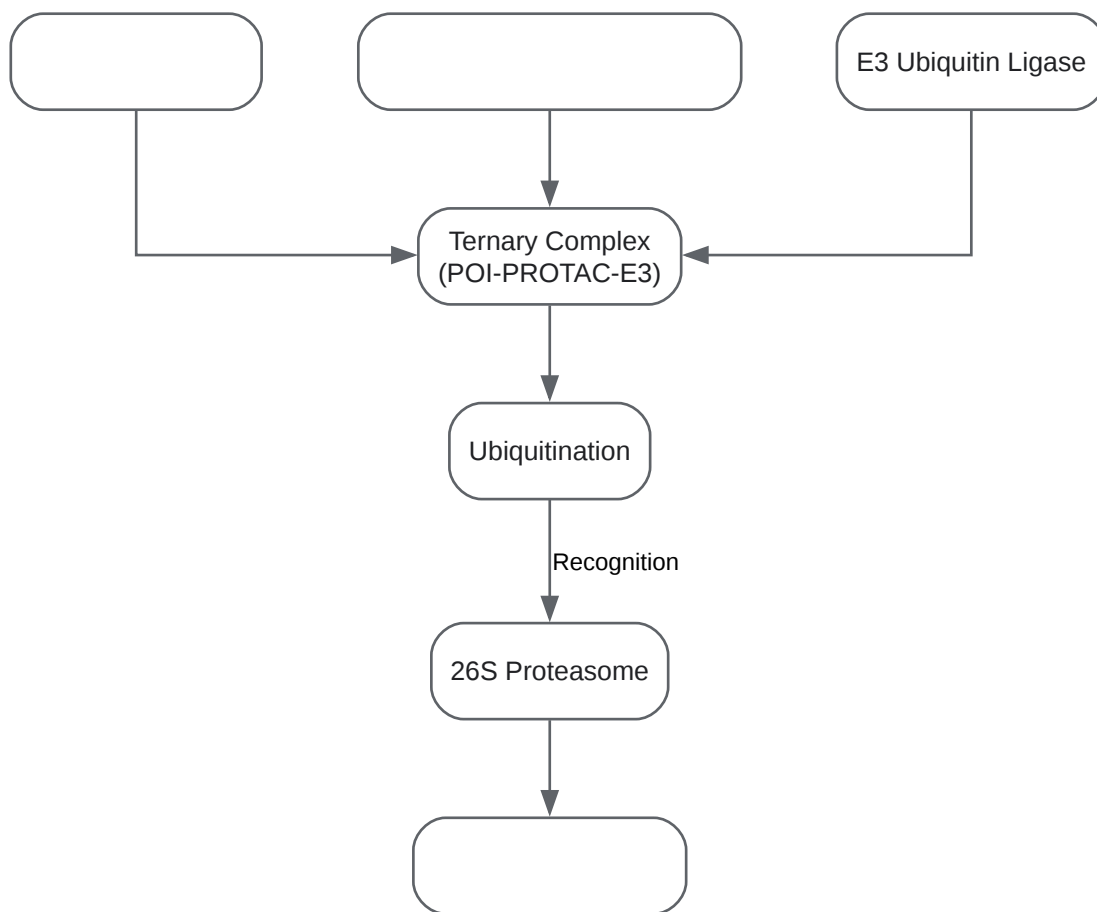 E3 Ubiquitin Ligase
Ternary Complex
(POI-PROTAC-E3)
Ubiquitination
Recognition
26S Proteasome